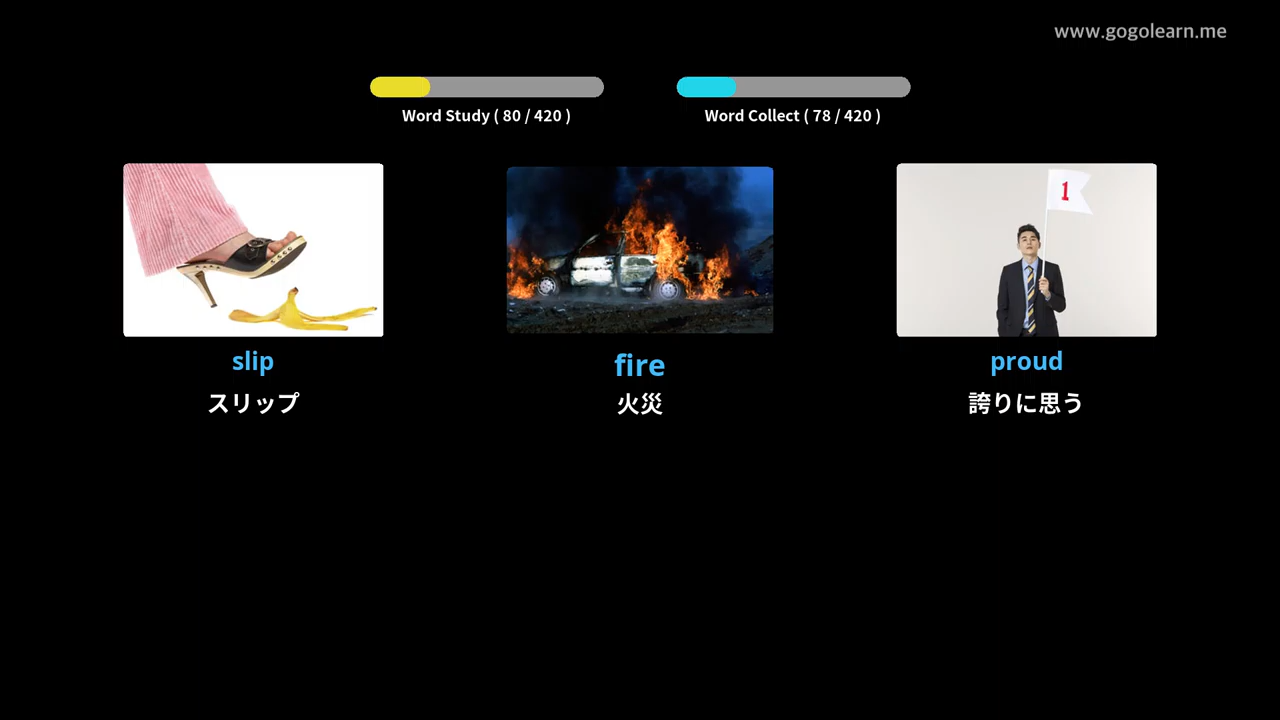 www.gogolearn.me
Word Study ( 80 / 420 )
Word Collect ( 78 / 420 )
1
slip
fire
proud
スリップ
火災
誇りに思う